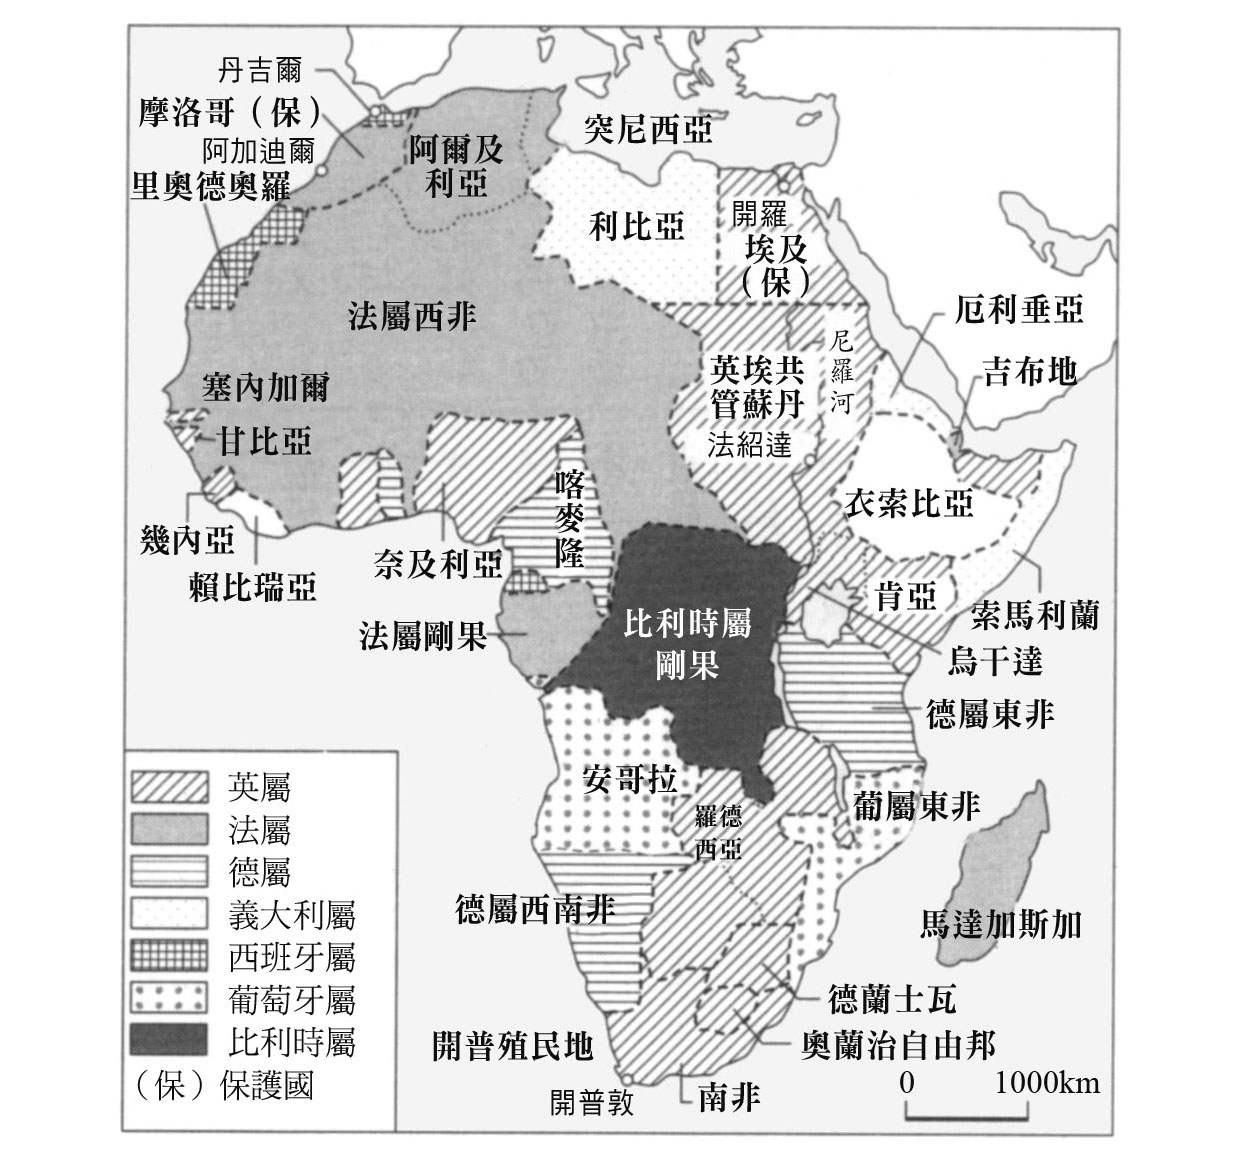 丹吉爾
摩洛哥（保）
阿加迪爾
里奧德奧羅
阿爾及
利亞
突尼西亞
利比亞
開羅
埃及
（保）
法屬西非
厄利垂亞
吉布地
尼羅河
英埃共
管蘇丹
法紹達
塞內加爾
甘比亞
衣索比亞
喀麥隆
幾內亞
賴比瑞亞
奈及利亞
肯亞
索馬利蘭
法屬剛果
比利時屬
剛果
烏干達
德屬東非
安哥拉
羅德
西亞
葡屬東非
德屬西南非
馬達加斯加
德蘭士瓦
開普殖民地
奧蘭治自由邦
開普敦
南非
0 1000km
英屬
法屬
德屬
義大利屬
西班牙屬
葡萄牙屬
比利時屬
（保）保護國